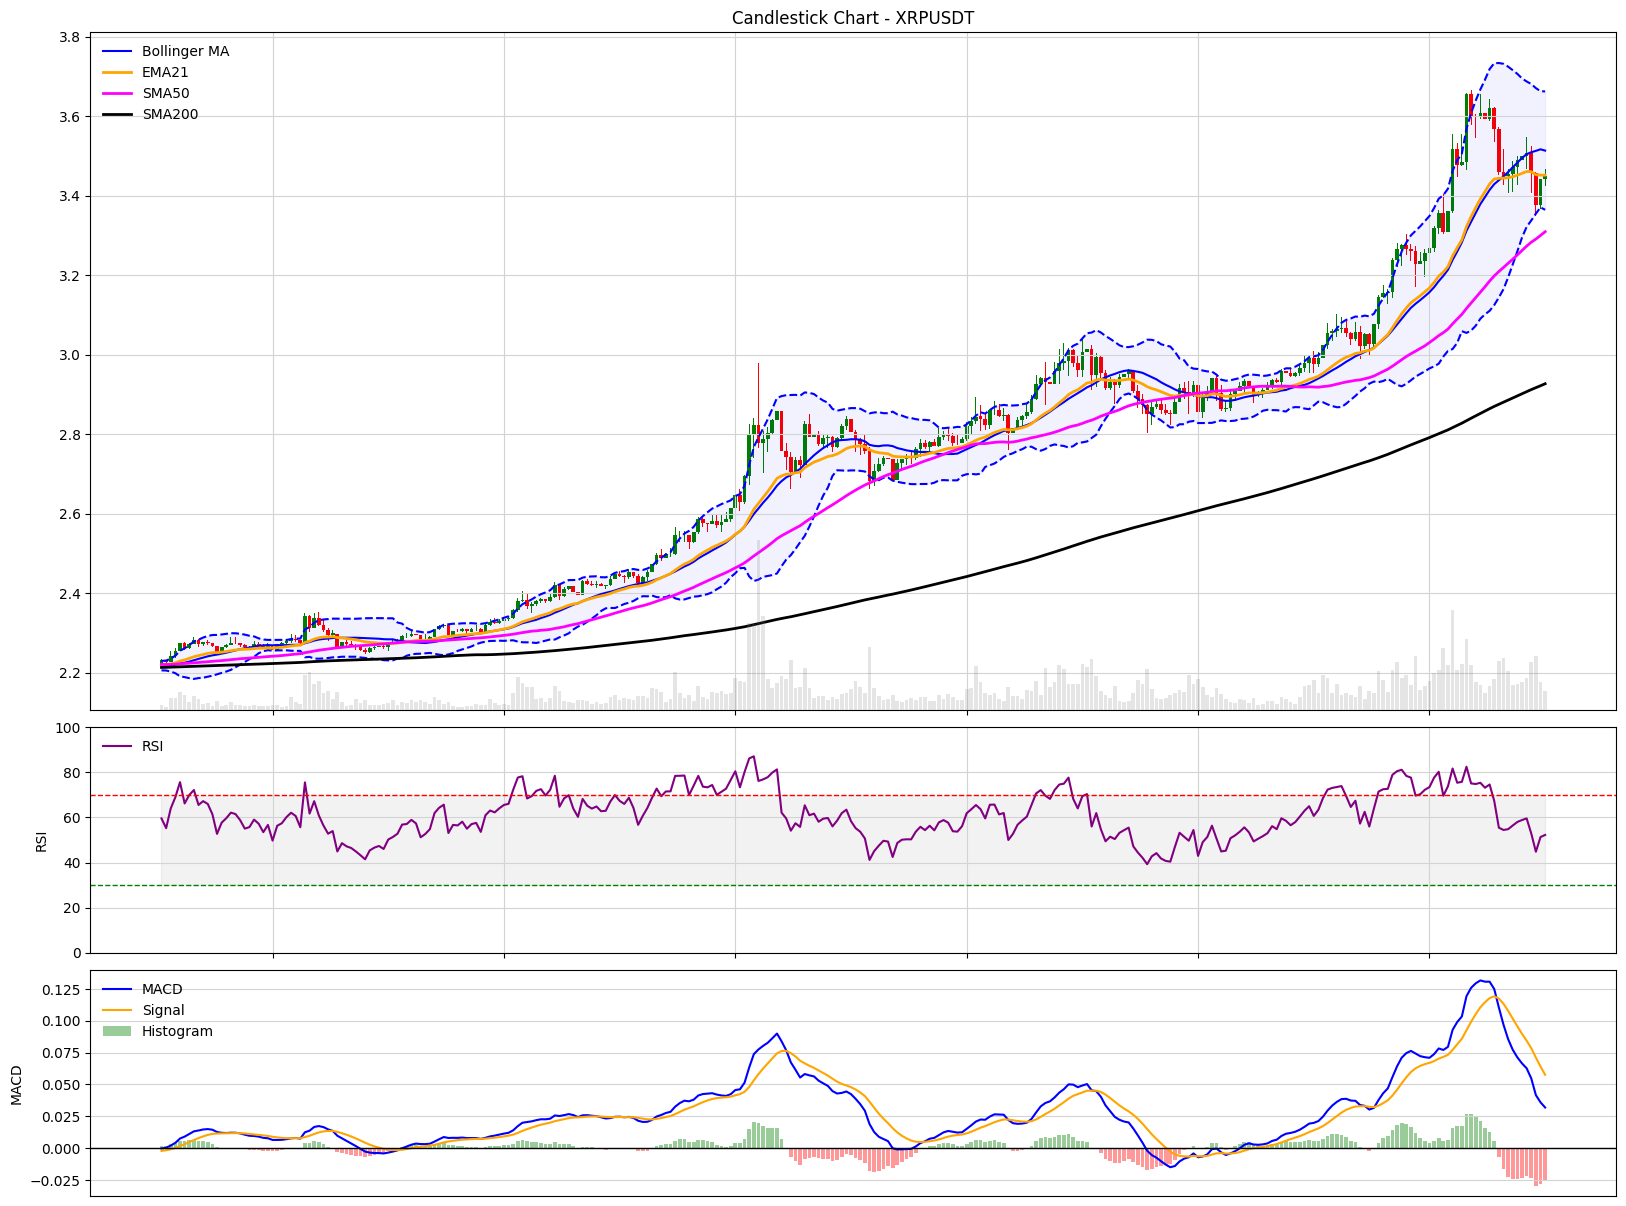 Candlestick Chart - XRPUSDT
3.8
3.6
3.4
3.2
3.0
2.8
2.6
2.4
2.2
Bollinger MA
EMA21
SMA50
SMA200
100
80
60
40
20
0
RSI
RSI
0.125
0.100
0.075
0.050
0.025
0.000
−0.025
MACD
MACD
Signal
Histogram